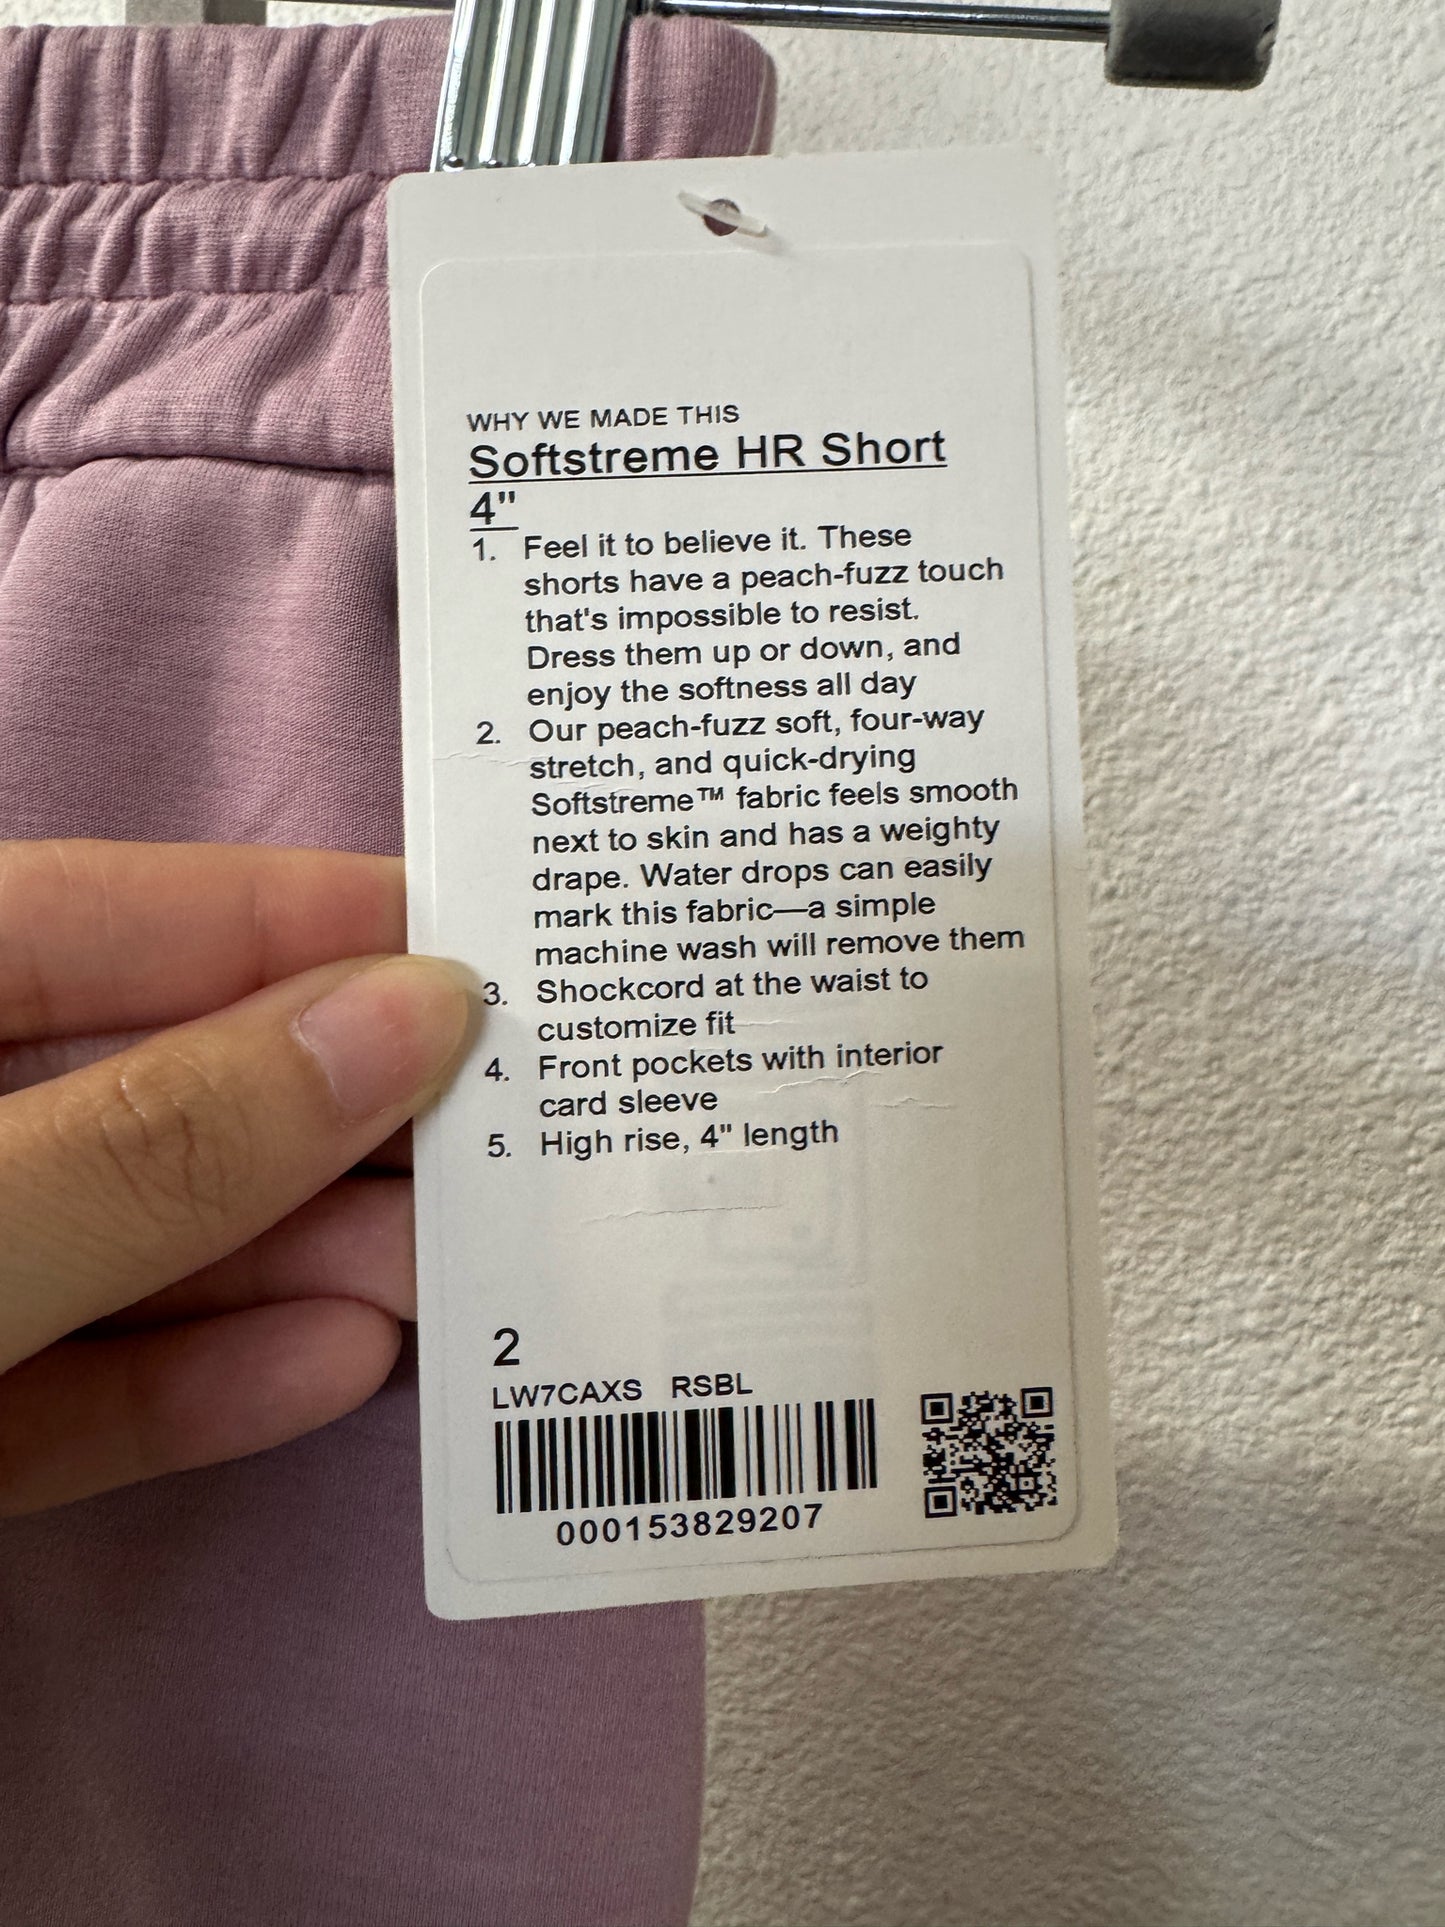 WHY WE MADE THIS
Softstreme HR Short
4"
1. Feel it to believe it. These
shorts have a peach-fuzz touch
that's impossible to resist.
Dress them up or down, and
enjoy the softness all day
2. Our peach-fuzz soft, four-way
stretch, and quick-drying
Softstreme™ fabric feels smooth
next to skin and has a weighty
drape. Water drops can easily
mark this fabric—a simple
machine wash will remove them
3. Shockcord at the waist to
customize fit
4. Front pockets with interior
card sleeve
5. High rise, 4" length
2
LW7CAXS RSBL
000153829207